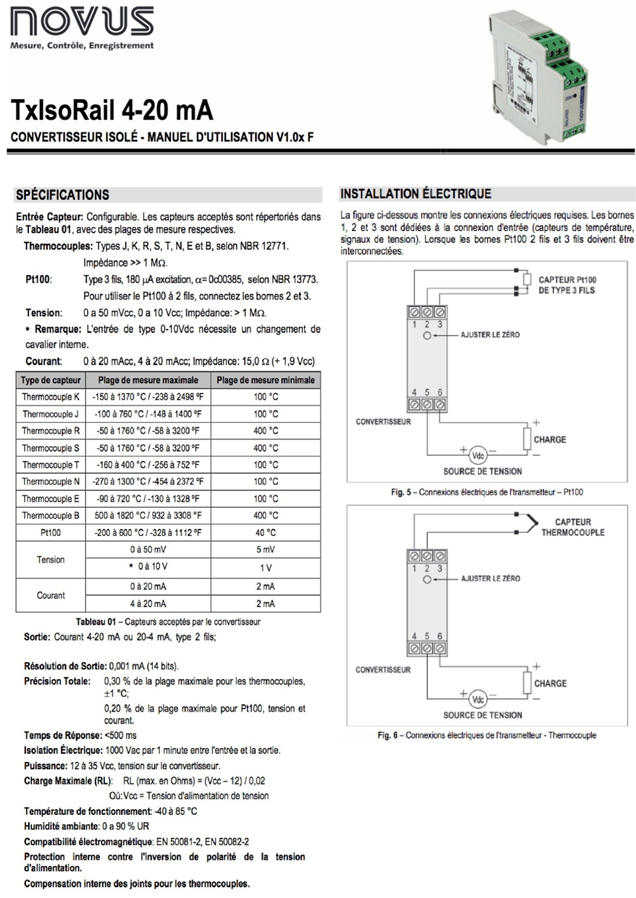 novus
Mesure, Contrôle, Enregistrement
TxIsoRail 4-20 mA
CONVERTISSEUR ISOLÉ - MANUEL D'UTILISATION V1.0x F
SPÉCIFICATIONS
Entrée Capteur: Configurable. Les capteurs acceptés sont répertoriés dans
le Tableau 01, avec des plage de mesure respectives.
Thermocouples: Types J, K, R, S, T, N, E et B, selon NBR 12771.
Impédance >> 1 MΩ.
Pt100: Type 3 fils, 180 µA excitation, α= 0c00385, selon NBR 13773.
Pour utiliser le Pt100 à 2 fils, connectez les bornes 2 et 3.
Tension: 0 a 50 mVcc, 0 a 10 Vcc; Impédance: > 1 MΩ.
* Remarque: L'entrée de type 0-10Vdc nécessite un changement de
cavalier interne.
Courant: 0 à 20 mAcc, 4 à 20 mAcc; Impédance: 15,0 Ω (+ 1,9 Vcc)
Type de capteur Plage de mesure maximale Plage de mesure minimale
Thermocouple K -150 à 1370 °C / -238 à 2498 ºF 100 °C
Thermocouple J -100 à 760 °C / -148 à 1400 ºF 100 °C
Thermocouple R -50 à 1760 °C / -58 à 3200 ºF 400 °C
Thermocouple S -50 à 1760 °C / -58 à 3200 ºF 400 °C
Thermocouple T -160 à 400 °C / -256 à 752 ºF 100 °C
Thermocouple N -270 à 1300 °C / -454 à 2372 ºF 100 °C
Thermocouple E -90 à 720 °C / -130 à 1328 ºF 100 °C
Thermocouple B 500 à 1820 °C / 932 à 3308 ºF 400 °C
Pt100 -200 à 600 °C / -328 à 1112 ºF 40 °C
Tension 0 à 50 mV 5 mV
* 0 à 10 V 1 V
Courant 0 à 20 mA 2 mA
4 à 20 mA 2 mA
Tableau 01 – Capteurs acceptés par le convertisseur
Sortie: Courant 4-20 mA ou 20-4 mA, type 2 fils;
Résolution de Sortie: 0,001 mA (14 bits).
Précision Totale: 0,30 % de la plage maximale pour les thermocouples,
±1 °C;
0,20 % de la plage maximale pour Pt100, tension et
courant.
Temps de Réponse: <500 ms
Isolation Électrique: 1000 Vac par 1 minute entre l'entrée et la sortie.
Puissance: 12 à 35 Vcc, tension sur le convertisseur.
Charge Maximale (RL): RL (max. en Ohms) = (Vcc – 12) / 0,02
Oû: Vcc = Tension d'alimentation de tension
Température de fonctionnement: -40 à 85 °C
Humidité ambiante: 0 a 90 % UR
Compatibilité électromagnétique: EN 50081-2, EN 50082-2
Protection interne contre l'inversion de polarité de la tension
d'alimentation.
Compensation interne des joints pour les thermocouples.
INSTALLATION ÉLECTRIQUE
La figure ci-dessous montre les connexions électriques requises. Les bornes
1, 2 et 3 sont dédiées à la connexion d'entrée (capteurs de température,
signaux de tension). Lorsque les bornes Pt100 2 fils et 3 fils doivent être
interconnectées.
CAPTEUR Pt100
DE TYPE 3 FILS
1 2 3
AJUSTER LE ZÉRO
4 5 6
CONVERTISSEUR
+
CHARGE
–
+ Vdc –
SOURCE DE TENSION
Fig. 5 – Connexions électriques de l'transmetteur – Pt100
CAPTEUR
THERMOCOUPLE
1 2 3
AJUSTER LE ZÉRO
4 5 6
CONVERTISSEUR
+
CHARGE
–
+ Vdc –
SOURCE DE TENSION
Fig. 6 – Connexions électriques de l'transmetteur - Thermocouple